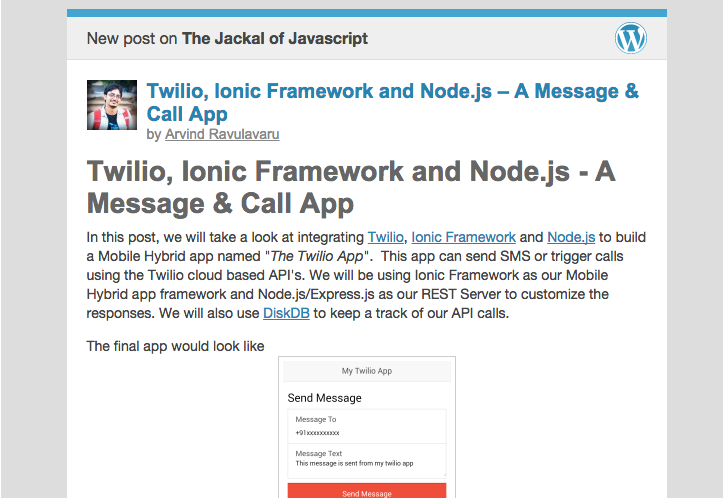 New post on The Jackal of Javascript
Twilio, Ionic Framework and Node.js – A Message &
Call App
by Arvind Ravulavaru
Twilio, Ionic Framework and Node.js - A
Message & Call App
In this post, we will take a look at integrating Twilio, Ionic Framework and Node.js to build
a Mobile Hybrid app named "The Twilio App".  This app can send SMS or trigger calls
using the Twilio cloud based API's. We will be using Ionic Framework as our Mobile
Hybrid app framework and Node.js/Express.js as our REST Server to customize the
responses. We will also use DiskDB to keep a track of our API calls.
The final app would look like
My Twilio App
Send Message
Message To
+91xxxxxxxxxx
Message Text
This message is sent from my twilio app
Send Message